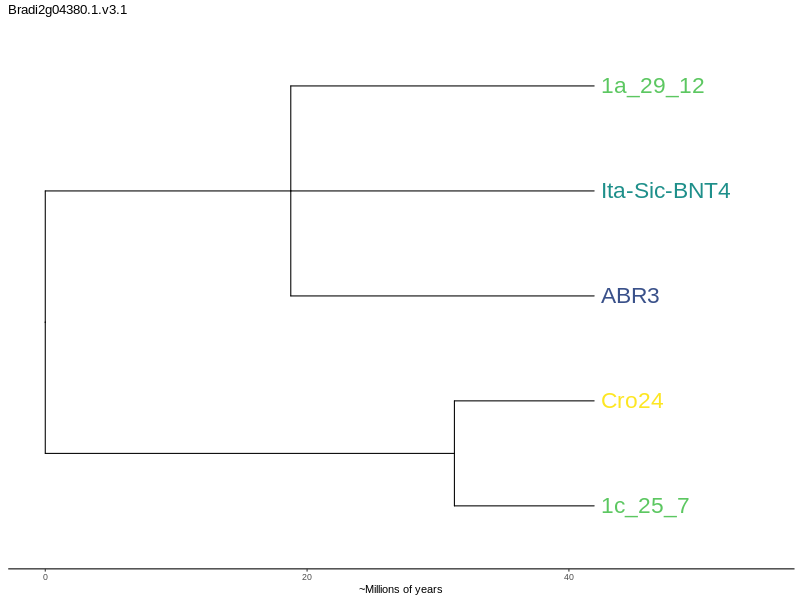 Bradi2g04380.1.v3.1
1a_29_12
Ita-Sic-BNT4
ABR3
Cro24
1c_25_7
0 20 40
~Millions of years